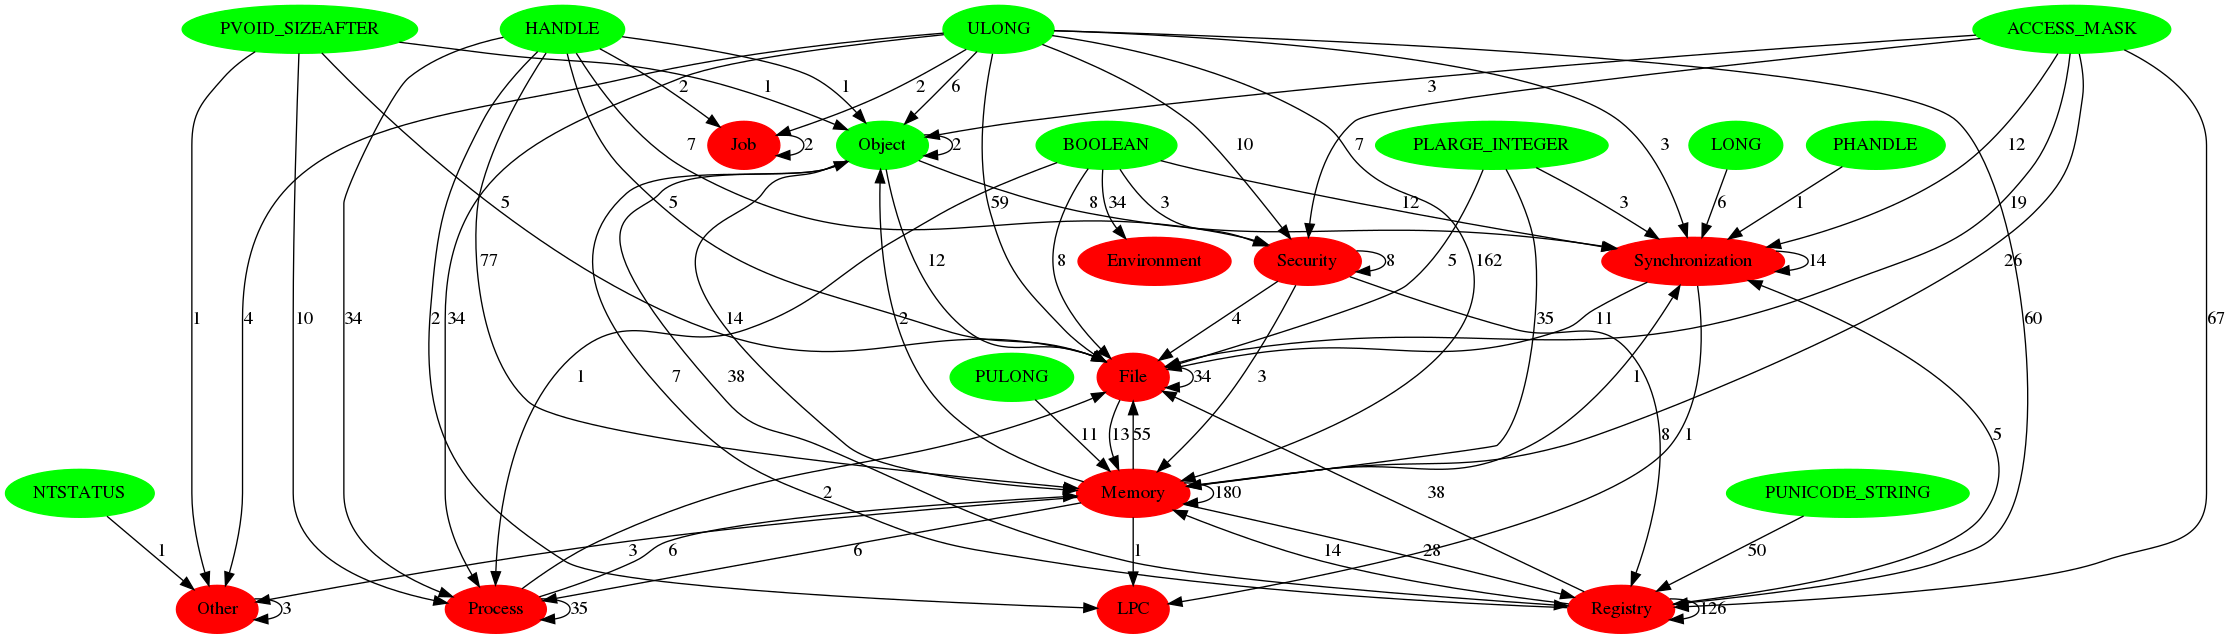 PVOID_SIZEAFTER HANDLE ULONG ACCESS_MASK
2 1 1 2 6 3
Job 2 Object 2 BOOLEAN PLARGE_INTEGER LONG PHANDLE
7 10 7 3 12
5 5 59 8 34 3 12 3 6 1 19
Environment Security 8 Synchronization 14
77 12 8 5 162 26
1 4 10 34 2 34 14 2 4 35 11 60 67
1 7 38 PULONG File 34 3 1
11 13 55 8 1 5
NTSTATUS 2 Memory 180 38 PUNICODE_STRING
1 3 6 6 1 14 28 50
Other 3 Process 35 LPC Registry 126